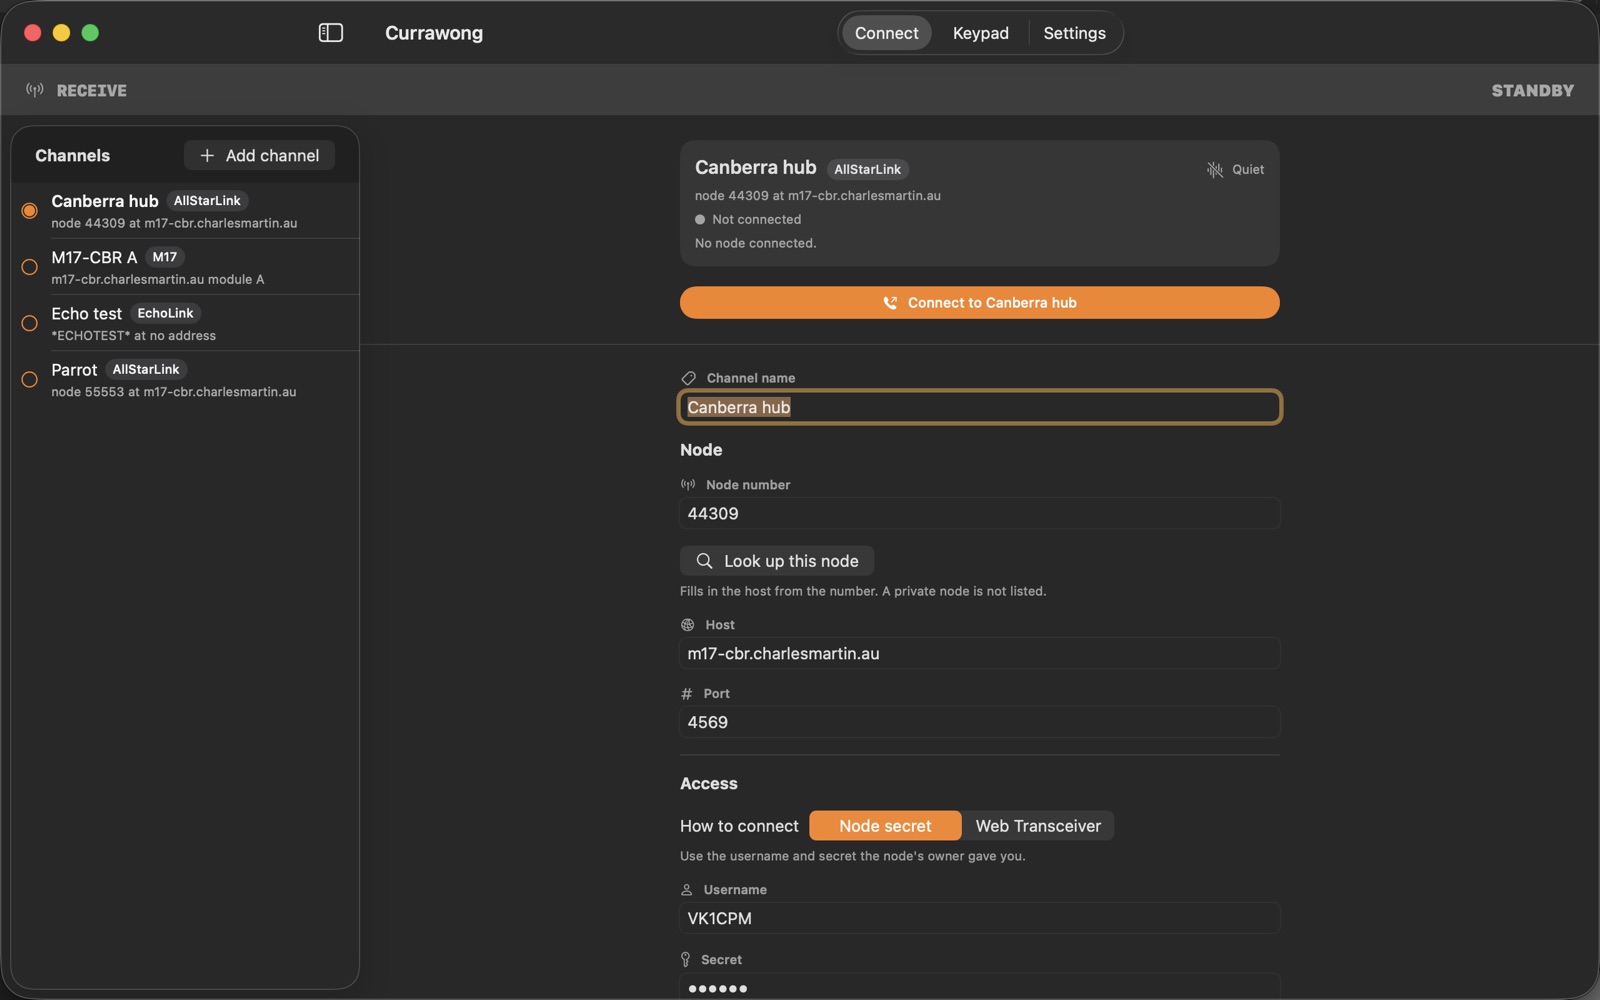 Currawong
Connect
Keypad
Settings
RECEIVE
STANDBY
Channels
+ Add channel
Canberra hub AllStarLink
node 44309 at m17-cbr.charlesmartin.au
M17-CBR A M17
m17-cbr.charlesmartin.au module A
Echo test EchoLink
*ECHOTEST* at no address
Parrot AllStarLink
node 55553 at m17-cbr.charlesmartin.au
Canberra hub AllStarLink
Quiet
node 44309 at m17-cbr.charlesmartin.au
Not connected
No node connected.
Connect to Canberra hub
Channel name
Canberra hub
Node
Node number
44309
Look up this node
Fills in the host from the number. A private node is not listed.
Host
m17-cbr.charlesmartin.au
# Port
4569
Access
How to connect Node secret Web Transceiver
Use the username and secret the node's owner gave you.
Username
VK1CPM
Secret
••••••